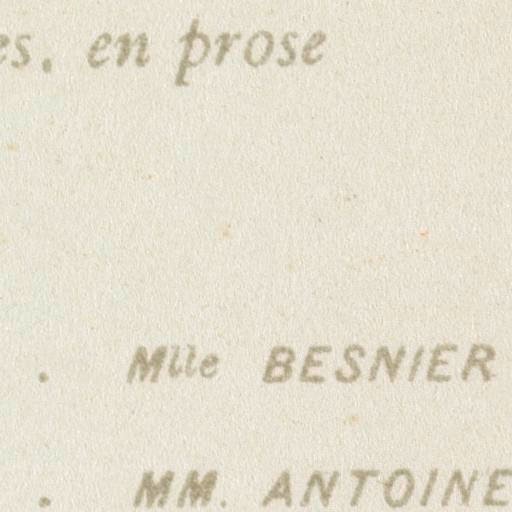 es, en prose
. Mlle BESNIER
. MM. ANTOINE